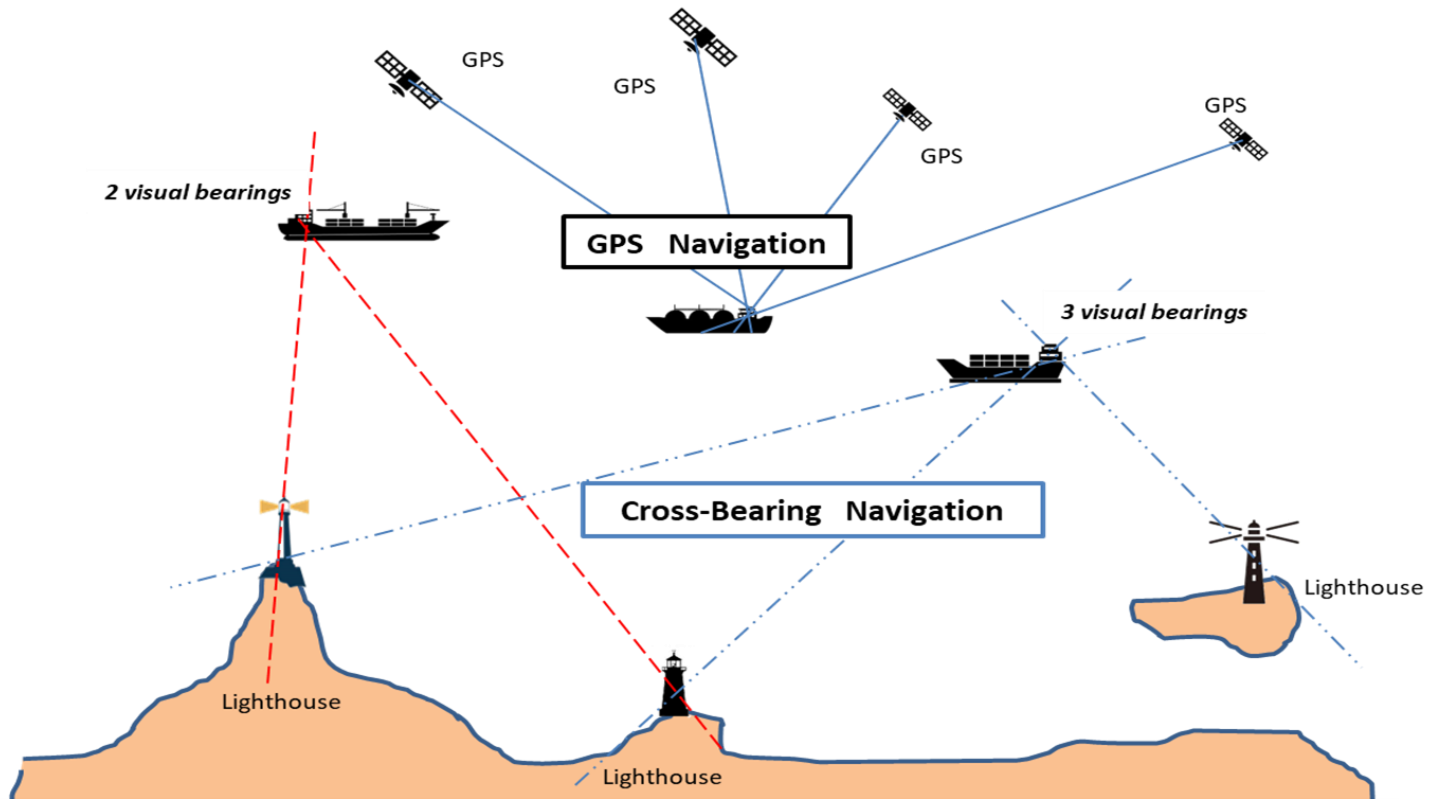 GPS
GPS
GPS
GPS
2 visual bearings
GPS Navigation
3 visual bearings
Cross-Bearing Navigation
Lighthouse
Lighthouse
Lighthouse